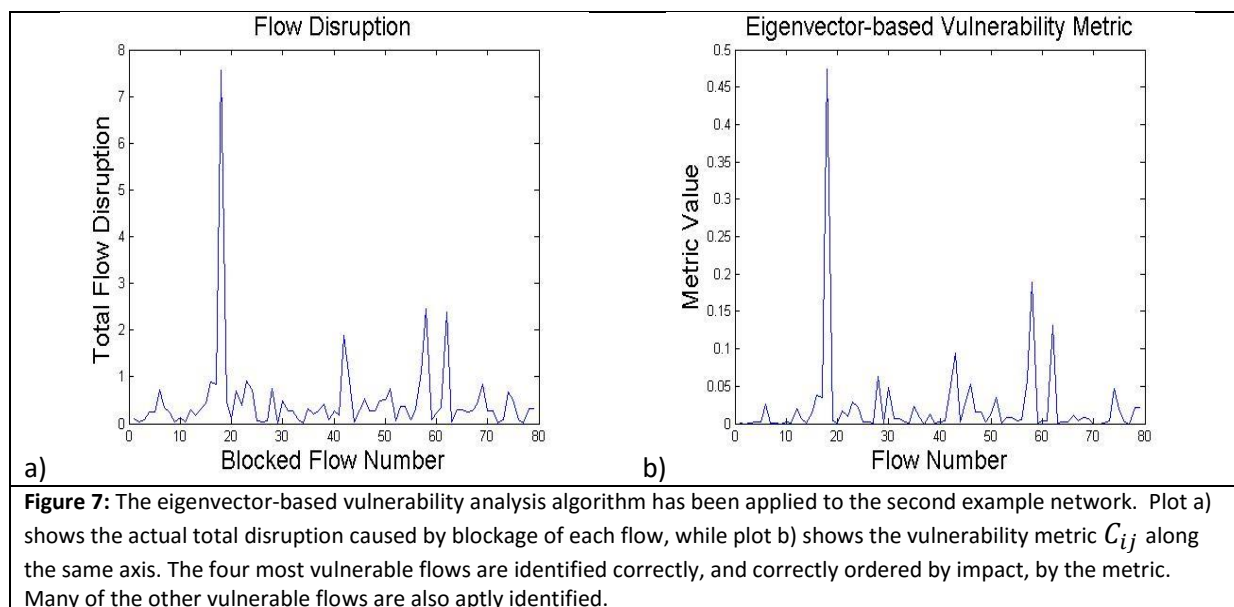 Flow Disruption
8
7
6
5
4
3
2
1
0
0 10 20 30 40 50 60 70 80
Total Flow Disruption
Blocked Flow Number
a)
Eigenvector-based Vulnerability Metric
0.5
0.45
0.4
0.35
0.3
0.25
0.2
0.15
0.1
0.05
0
0 10 20 30 40 50 60 70 80
Metric Value
Flow Number
b)
Figure 7: The eigenvector-based vulnerability analysis algorithm has been applied to the second example network. Plot a)
shows the actual total disruption caused by blockage of each flow, while plot b) shows the vulnerability metric C_{ij} along
the same axis. The four most vulnerable flows are identified correctly, and correctly ordered by impact, by the metric.
Many of the other vulnerable flows are also aptly identified.